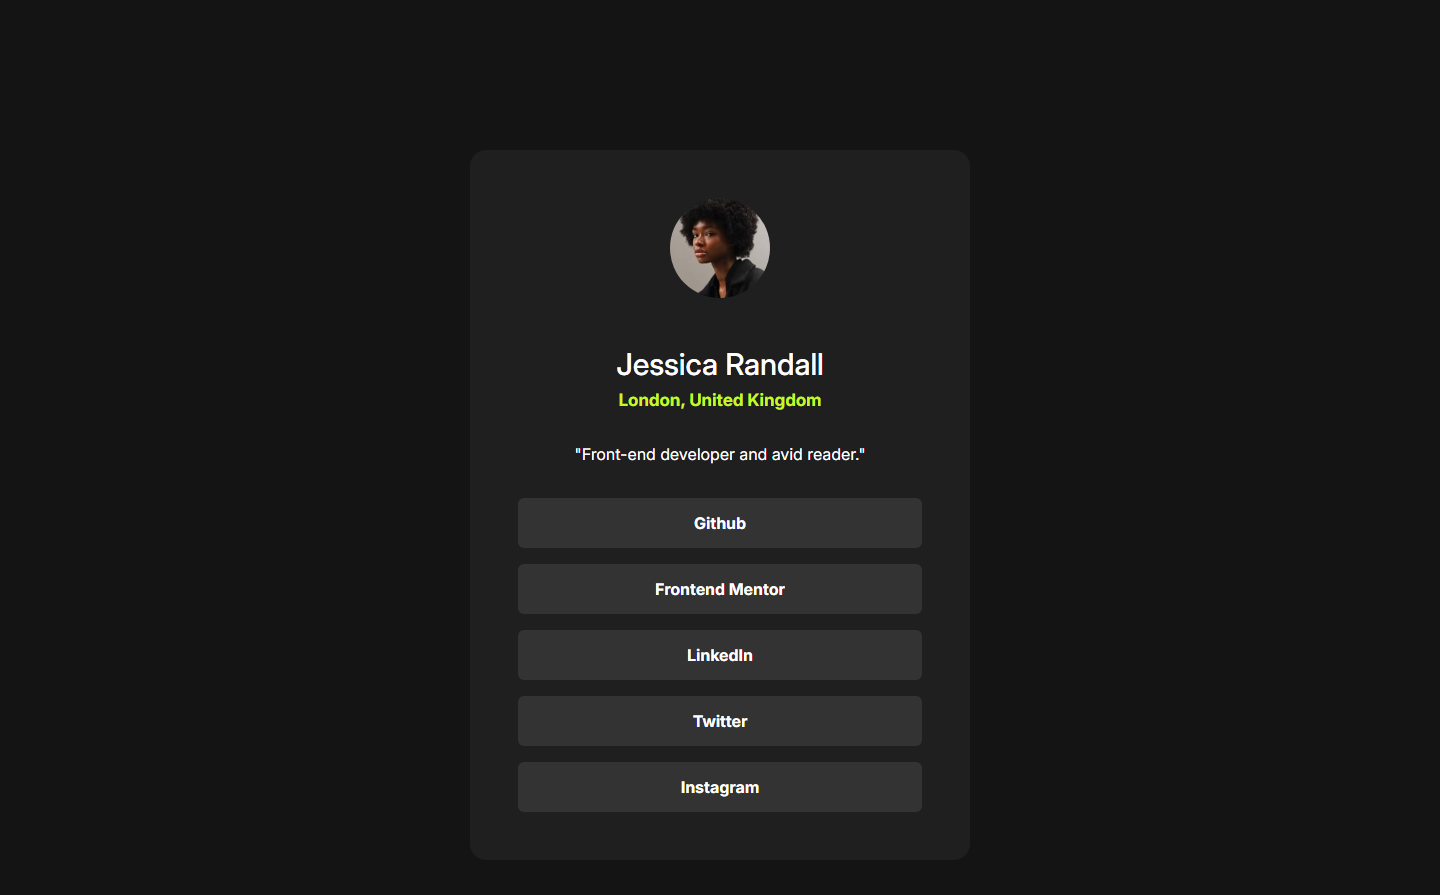 Jessica Randall
London, United Kingdom
"Front-end developer and avid reader."
Github
Frontend Mentor
LinkedIn
Twitter
Instagram